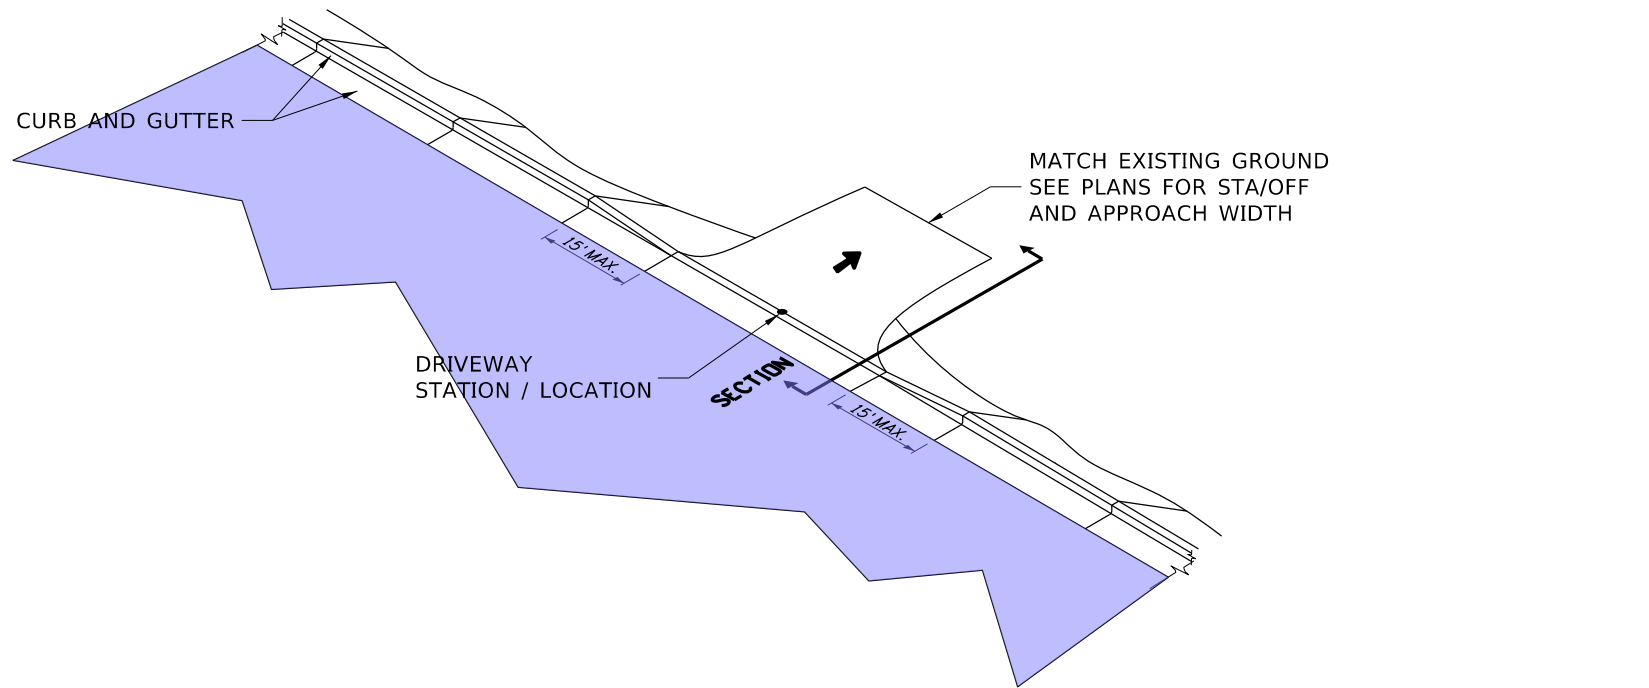 CURB AND GUTTER
MATCH EXISTING GROUND
SEE PLANS FOR STA/OFF
AND APPROACH WIDTH
15' MAX.
DRIVEWAY
STATION / LOCATION
SECTION
15' MAX.